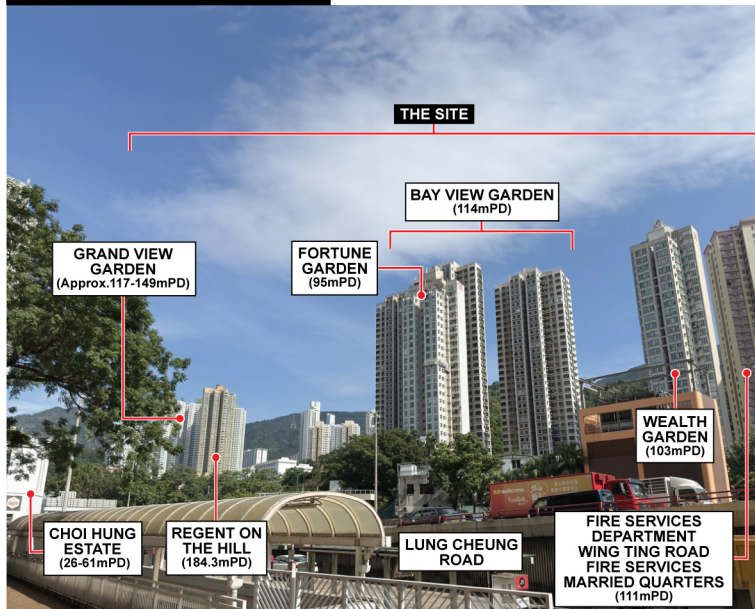 THE SITE
BAY VIEW GARDEN
(114mPD)
GRAND VIEW
GARDEN
(Approx.117-149mPD)
FORTUNE
GARDEN
(95mPD)
WEALTH
GARDEN
(103mPD)
CHOI HUNG
ESTATE
(26-61mPD)
REGENT ON
THE HILL
(184.3mPD)
LUNG CHEUNG
ROAD
FIRE SERVICES
DEPARTMENT
WING TING ROAD
FIRE SERVICES
MARRIED QUARTERS
(111mPD)